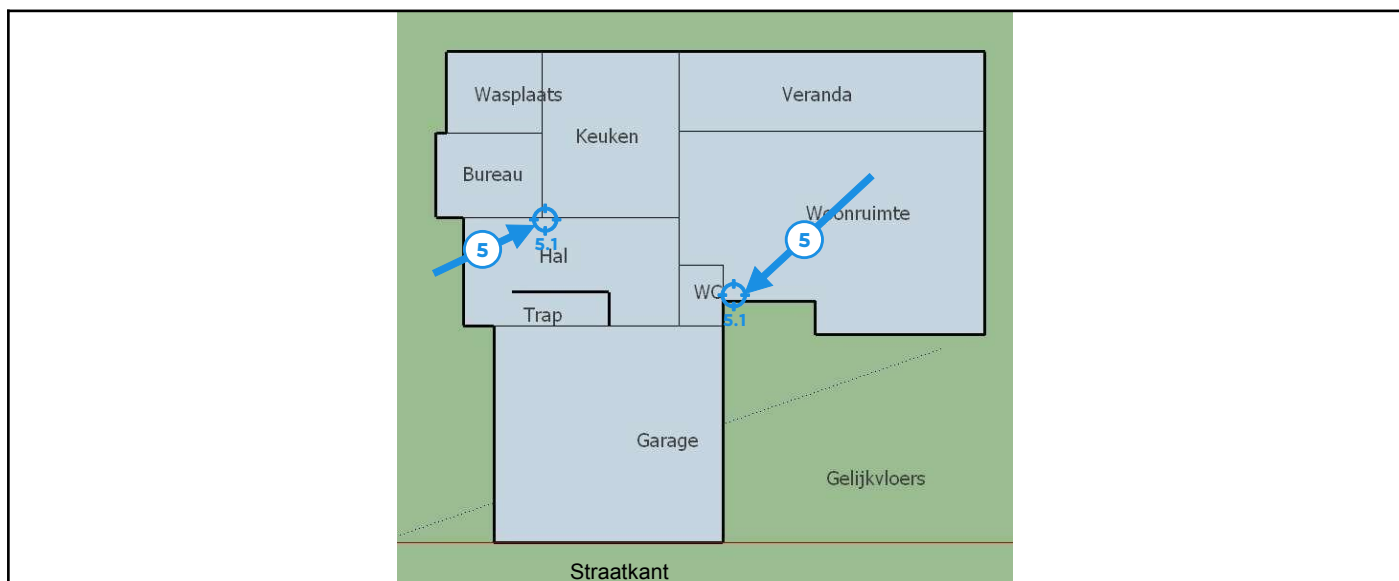 Wasplaats
Veranda
Keuken
Bureau
Woonruimte
5
5
5.1
Hal
WC
Trap
5.1
Garage
Gelijkvloers
Straatkant